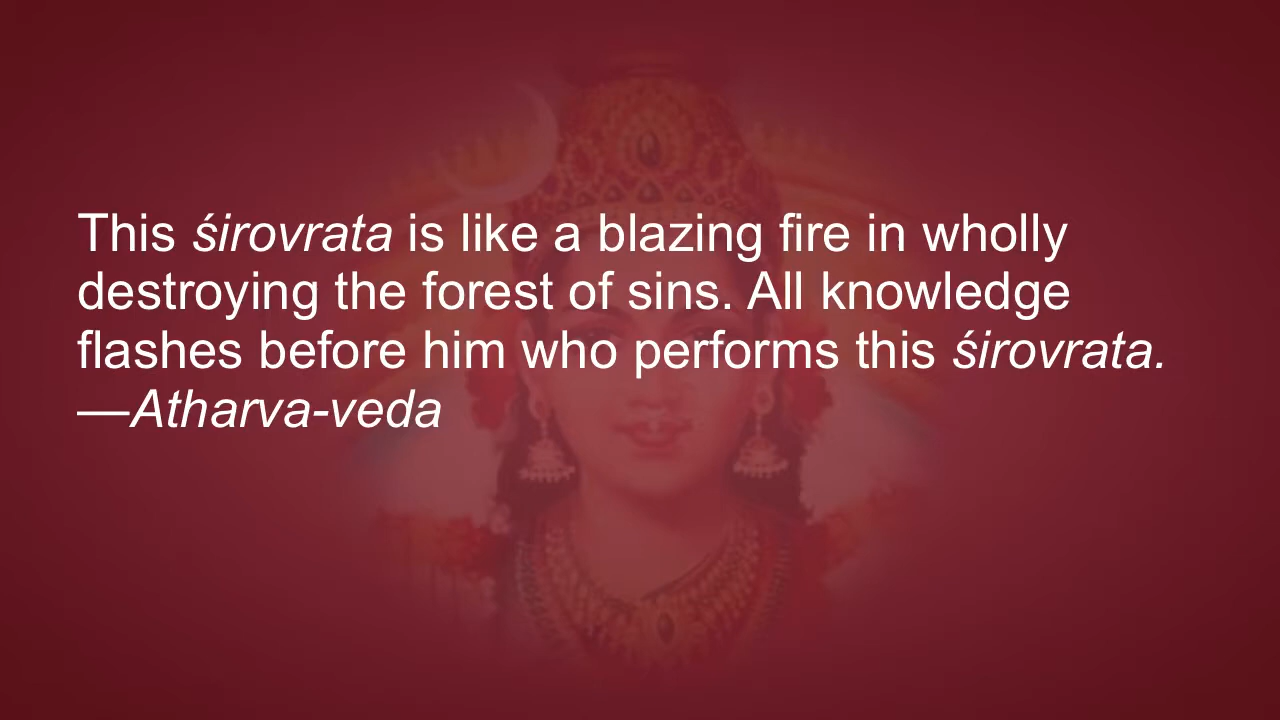 This śirovrata is like a blazing fire in wholly
destroying the forest of sins. All knowledge
flashes before him who performs this śirovrata.
—Atharva-veda